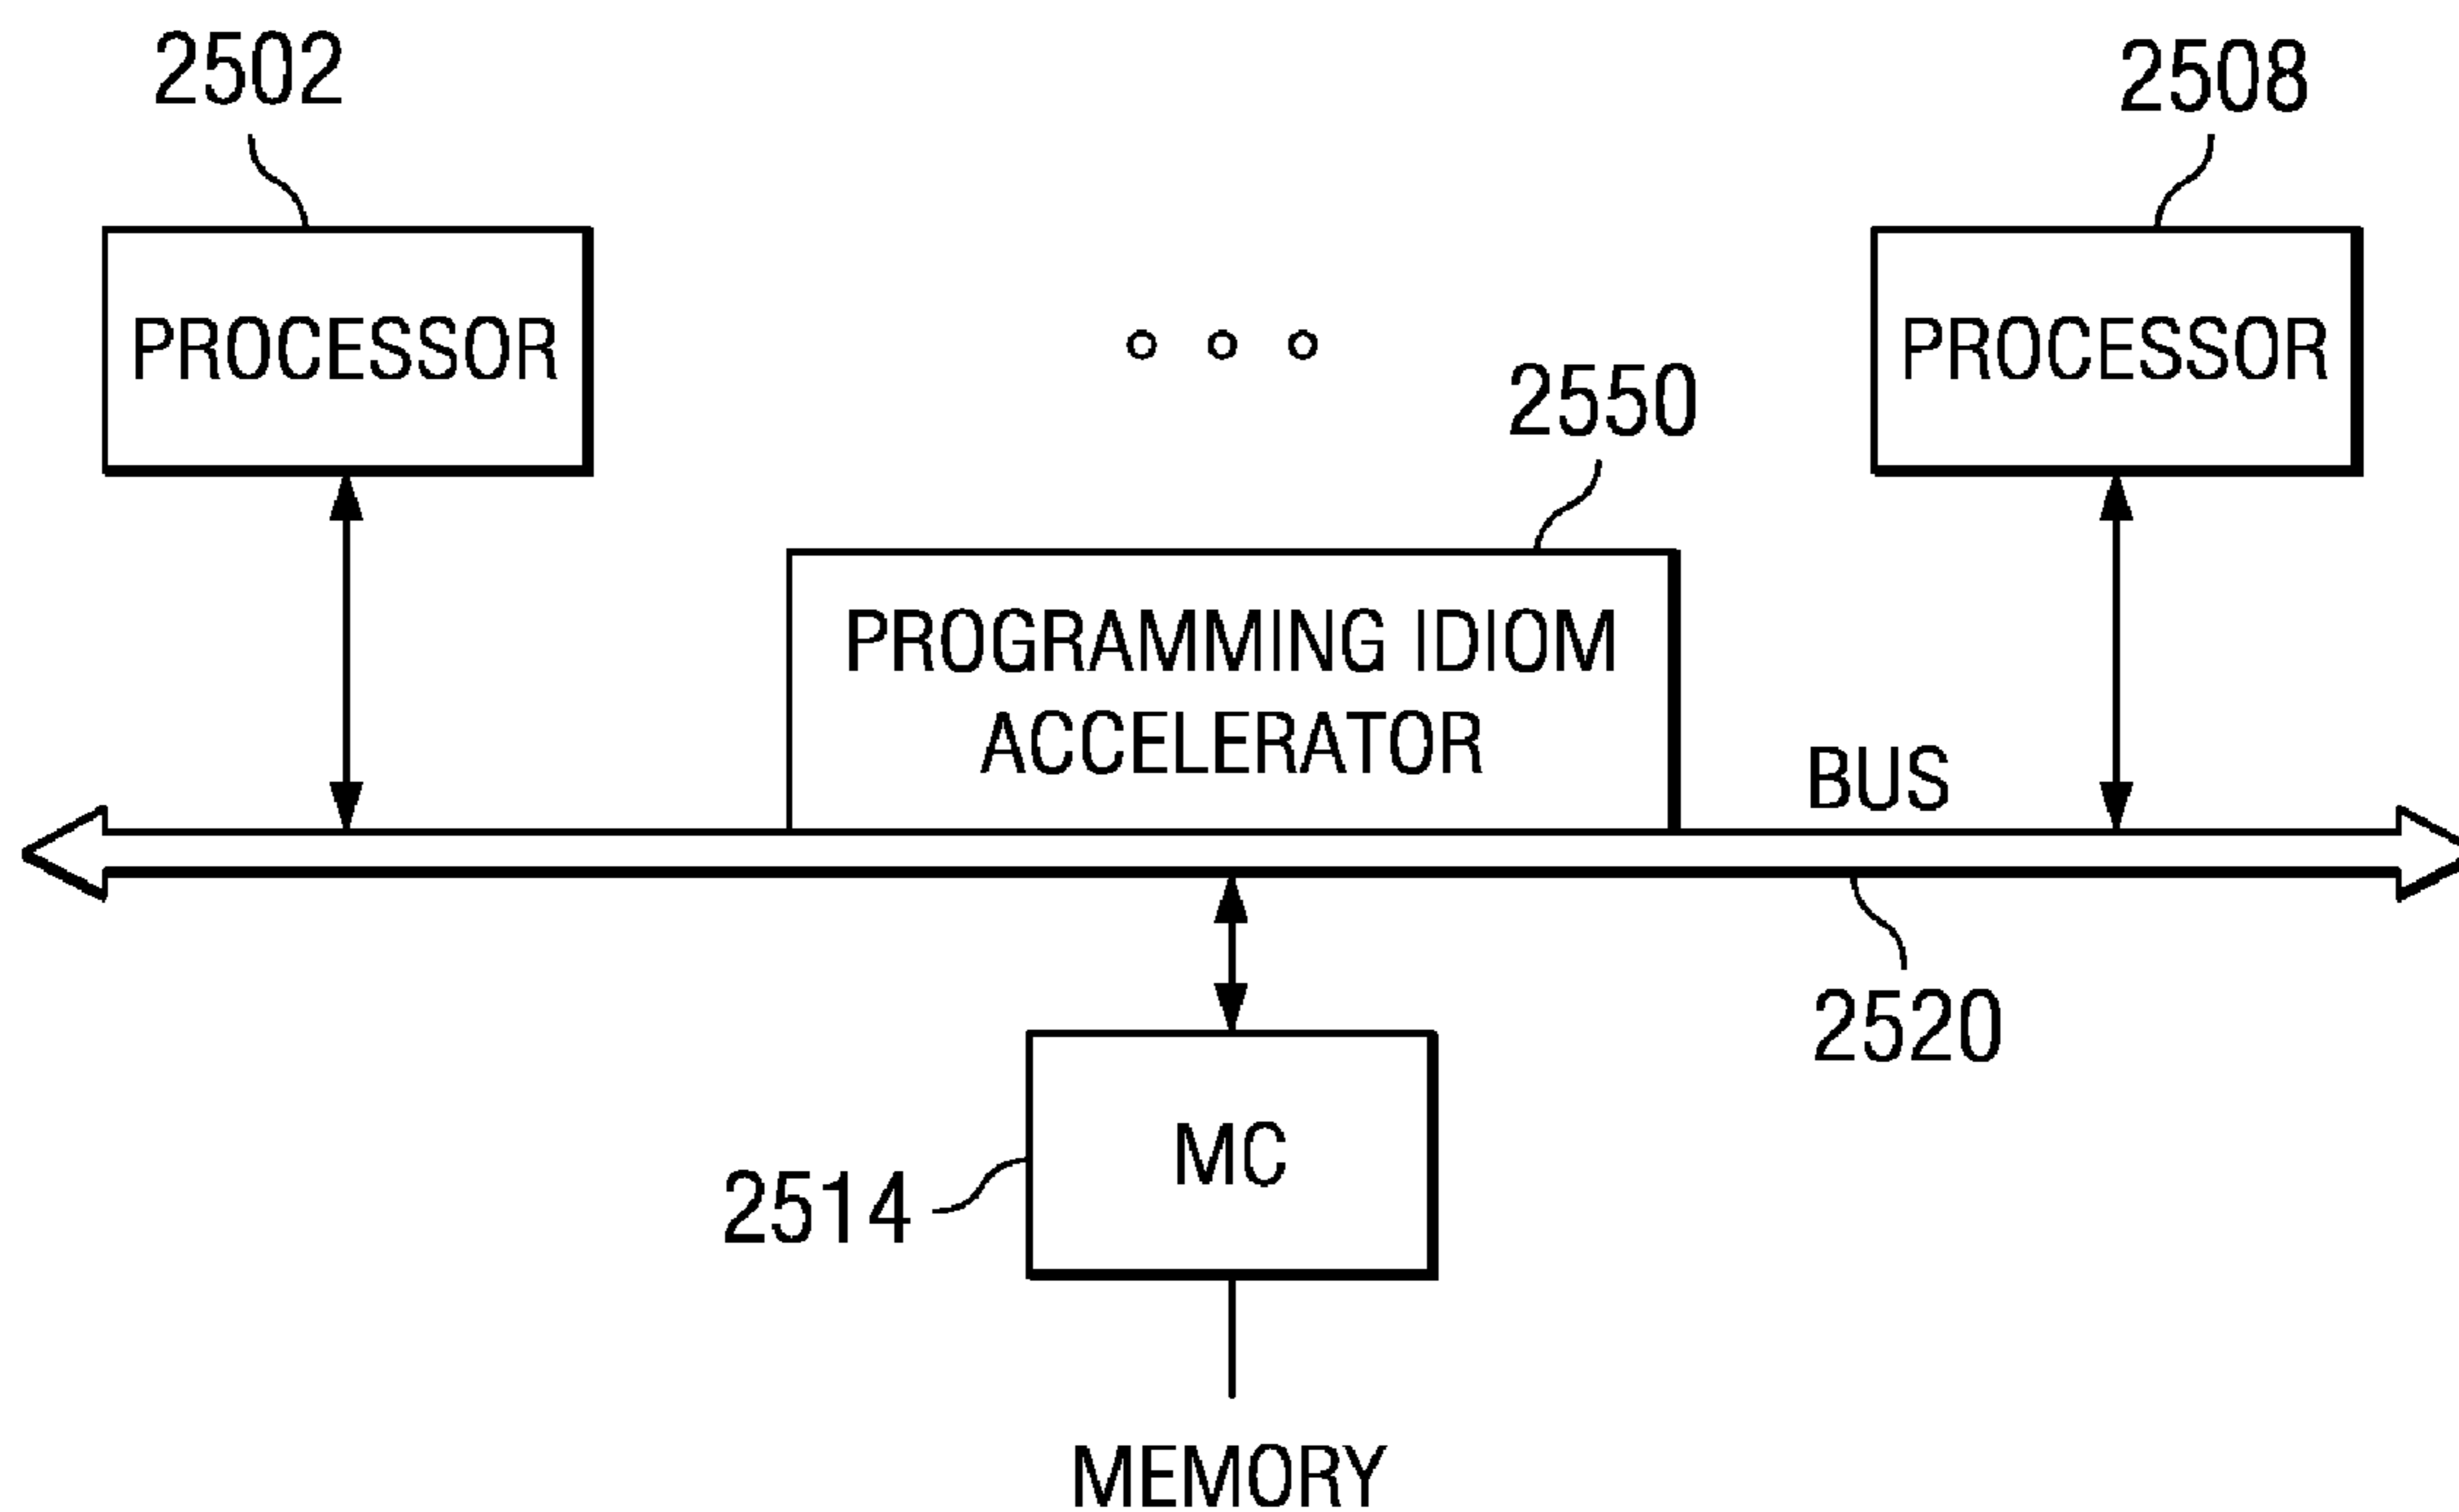 2502
2508
PROCESSOR
PROCESSOR
2550
PROGRAMMING IDIOM
ACCELERATOR
BUS
2520
MC
2514
MEMORY